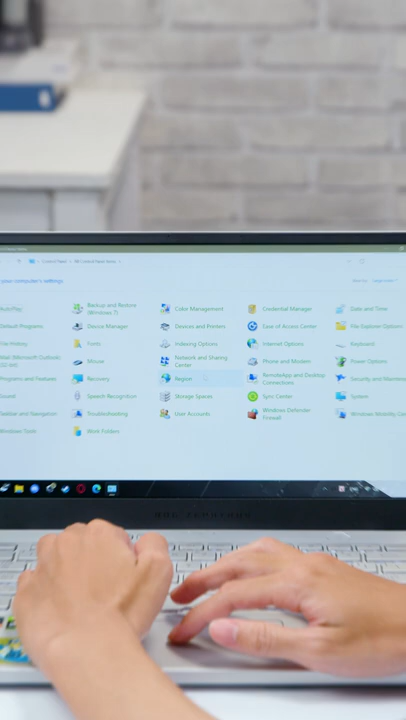 Control Panel › All Control Panel Items ›
your computer's settings
View by: Large icons
AutoPlay
Backup and Restore (Windows 7)
Color Management
Credential Manager
Date and Time
Default Programs
Device Manager
Devices and Printers
Ease of Access Center
File Explorer Options
File History
Fonts
Indexing Options
Internet Options
Keyboard
Mail (Microsoft Outlook)
Mouse
Network and Sharing Center
Phone and Modem
Power Options
Programs and Features
Recovery
Region
RemoteApp and Desktop Connections
Security and Maintenance
Sound
Speech Recognition
Storage Spaces
Sync Center
System
Taskbar and Navigation
Troubleshooting
User Accounts
Windows Defender Firewall
Windows Mobility Cen
Windows Tools
Work Folders
ROG ZEPHYRUS